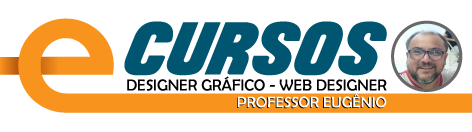 e CURSOS
DESIGNER GRÁFICO - WEB DESIGNER
PROFESSOR EUGÊNIO